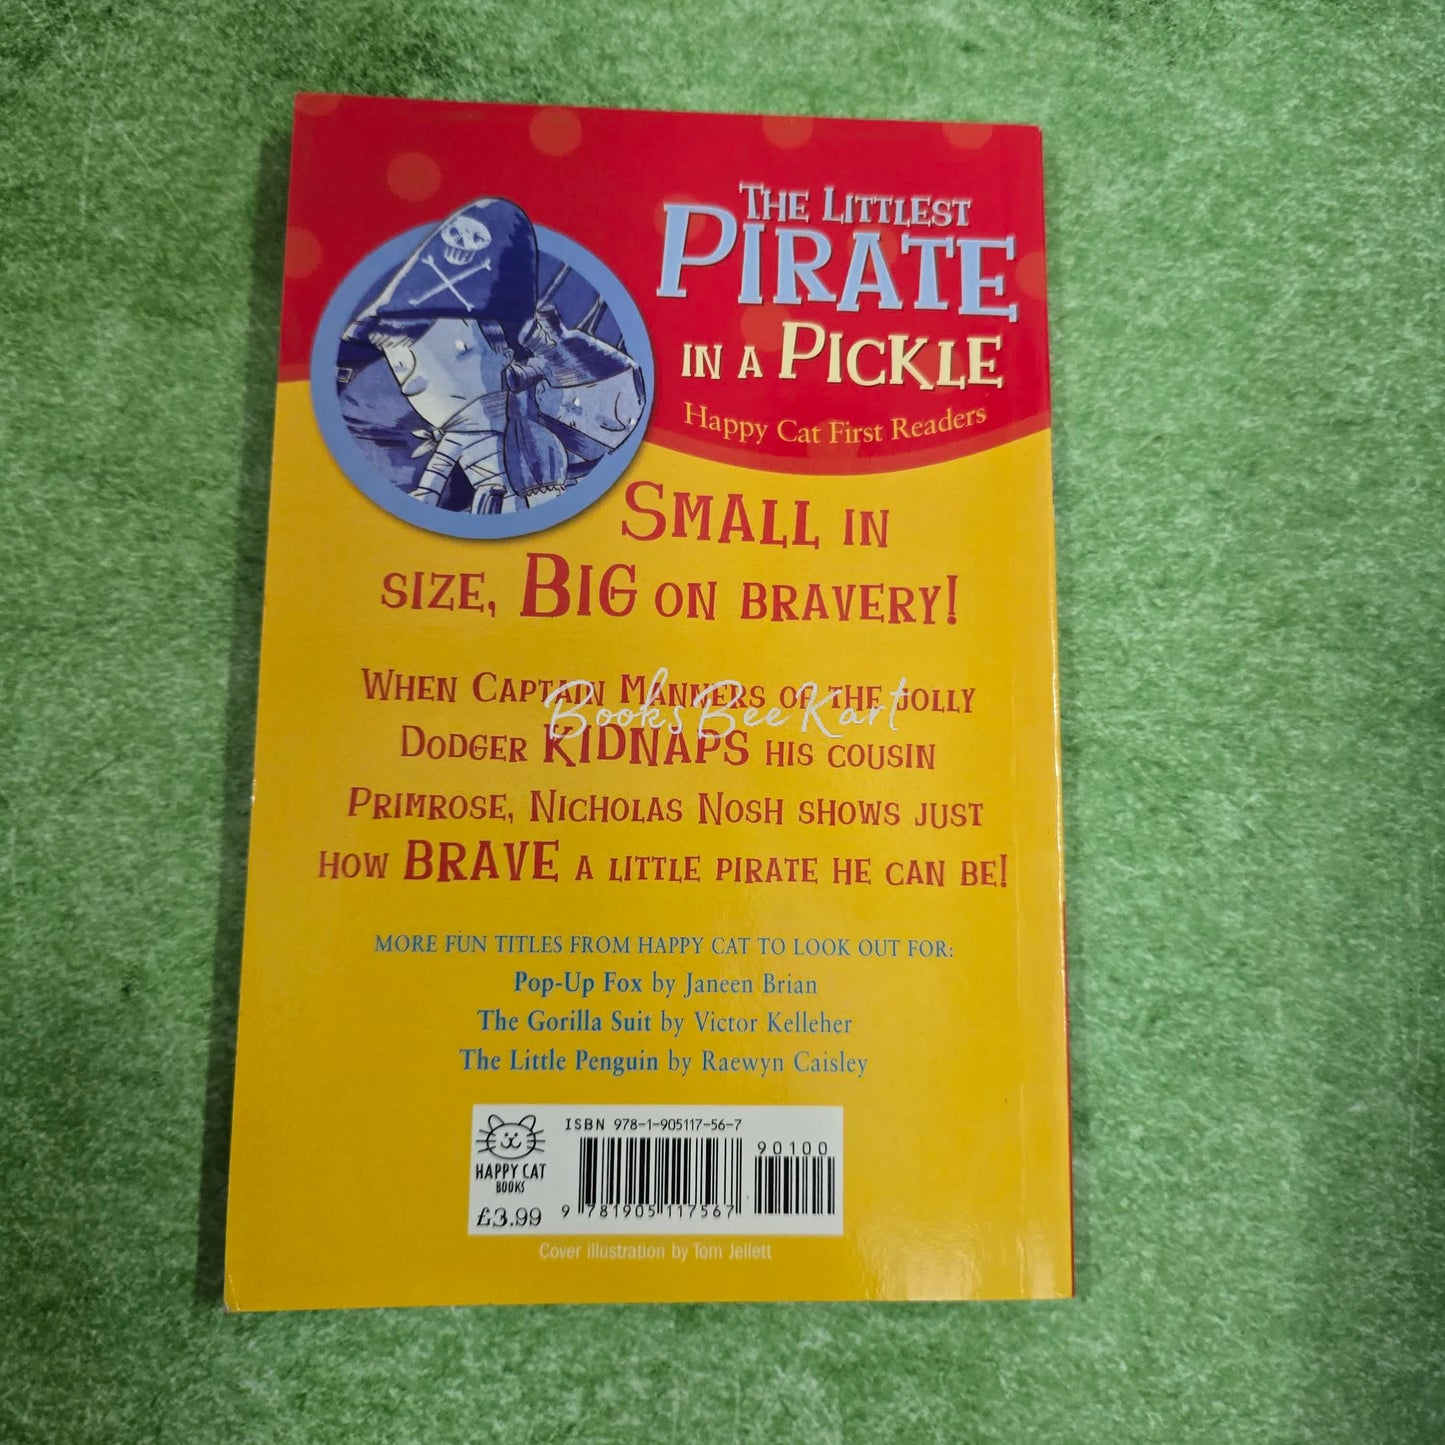 THE LITTLEST
PIRATE
IN A PICKLE
Happy Cat First Readers
SMALL IN
SIZE, BIG ON BRAVERY!
WHEN CAPTAIN MANNERS OF THE JOLLY
BooksBeeKart
DODGER KIDNAPS HIS COUSIN
PRIMROSE, NICHOLAS NOSH SHOWS JUST
HOW BRAVE A LITTLE PIRATE HE CAN BE!
MORE FUN TITLES FROM HAPPY CAT TO LOOK OUT FOR:
Pop-Up Fox by Janeen Brian
The Gorilla Suit by Victor Kelleher
The Little Penguin by Raewyn Caisley
ISBN 978-1-905117-56-7
90100
HAPPY CAT
BOOKS
£3.99
9 781905 117567
Cover illustration by Tom Jellett